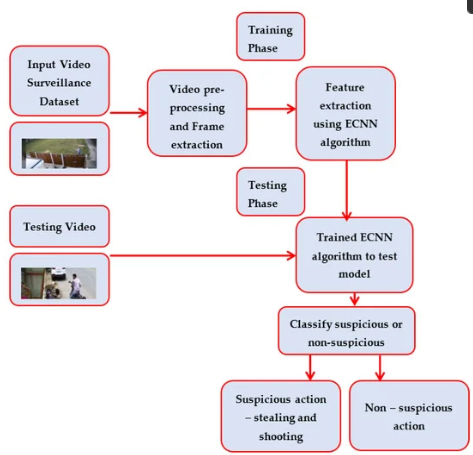 Training
Phase
Input Video
Surveillance
Dataset
Video pre-
processing
and Frame
extraction
Feature
extraction
using ECNN
algorithm
Testing
Phase
Testing Video
Trained ECNN
algorithm to test
model
Classify suspicious or
non-suspicious
Suspicious action
– stealing and
shooting
Non – suspicious
action